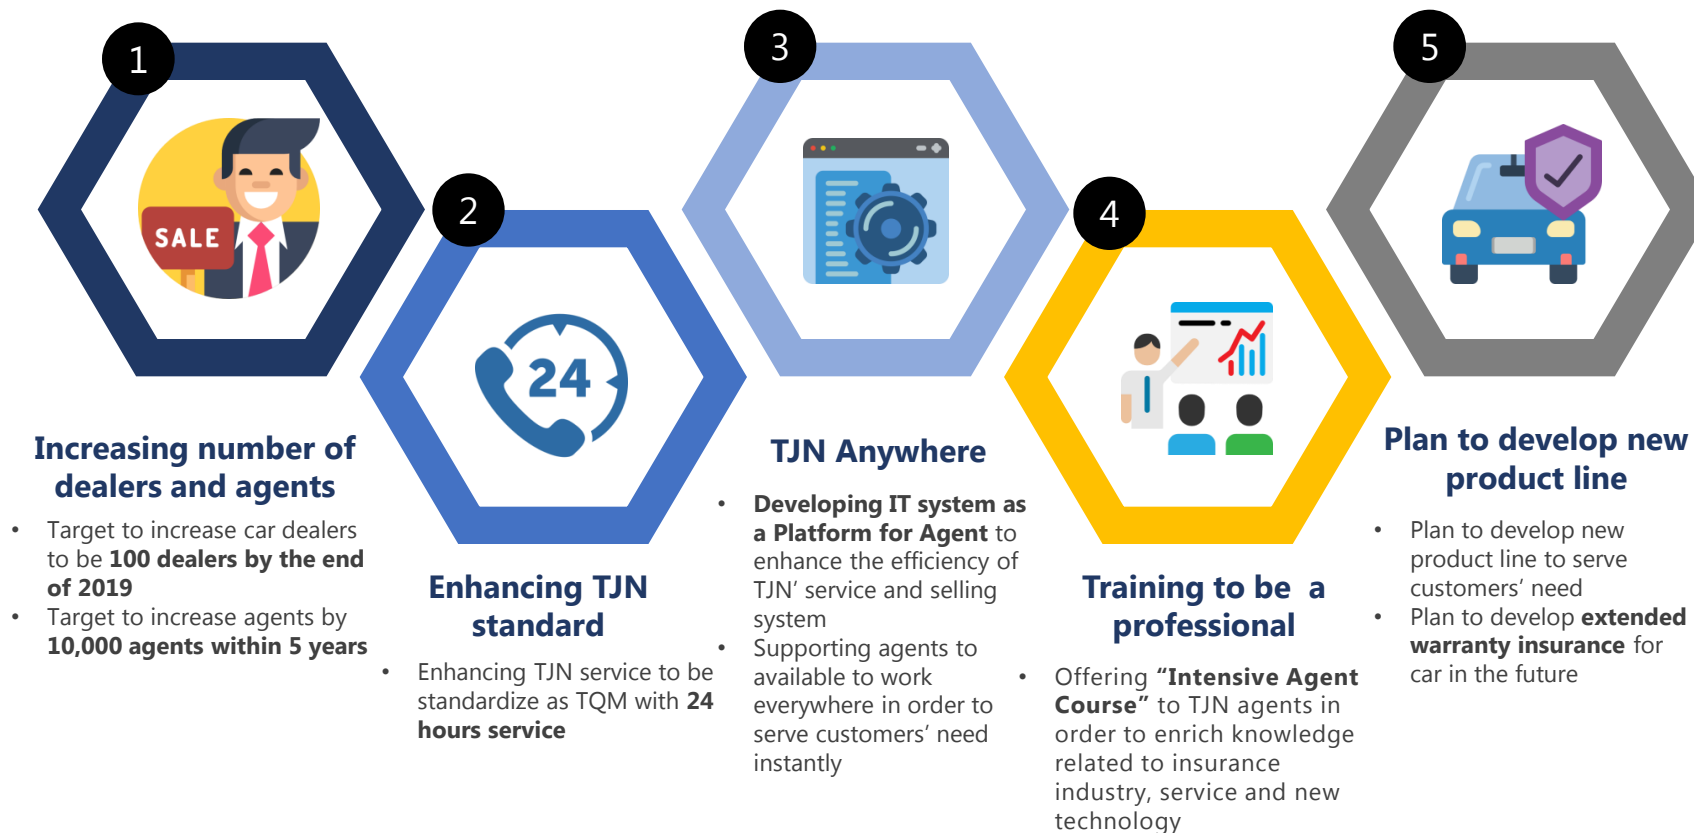 1
SALE
Increasing number of
dealers and agents
• Target to increase car dealers
to be 100 dealers by the end
of 2019
• Target to increase agents by
10,000 agents within 5 years
2
24
Enhancing TJN
standard
• Enhancing TJN service to be
standardize as TQM with 24
hours service
3
TJN Anywhere
• Developing IT system as
a Platform for Agent to
enhance the efficiency of
TJN’ service and selling
system
• Supporting agents to
available to work
everywhere in order to
serve customers’ need
instantly
4
Training to be a
professional
• Offering “Intensive Agent
Course” to TJN agents in
order to enrich knowledge
related to insurance
industry, service and new
technology
5
Plan to develop new
product line
• Plan to develop new
product line to serve
customers’ need
• Plan to develop extended
warranty insurance for
car in the future